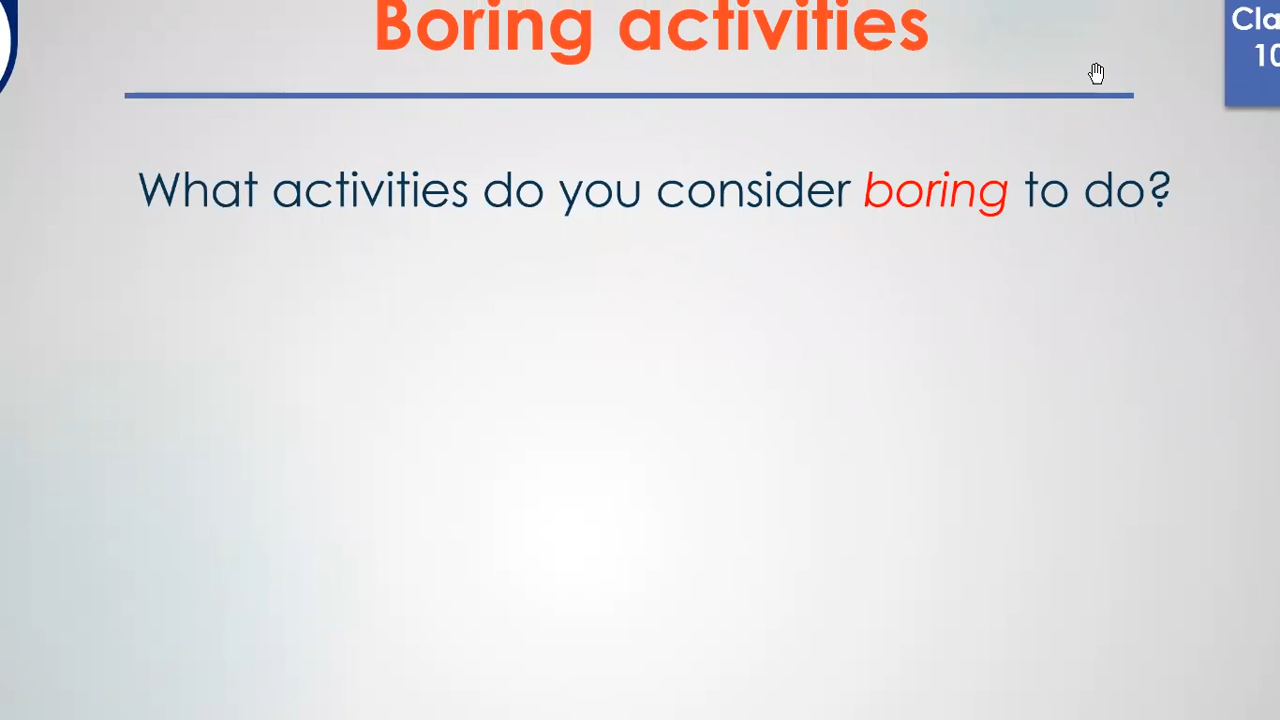 Boring activities
What activities do you consider boring to do?